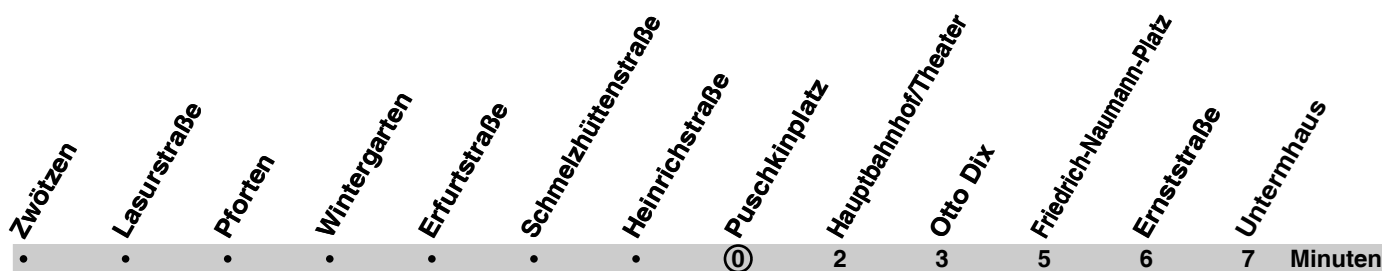 Zwötzen
Lasurstraße
Pforten
Wintergarten
Erfurtstraße
Schmelzhüttenstraße
Heinrichstraße
Puschkinplatz
Hauptbahnhof/Theater
Otto Dix
Friedrich-Naumann-Platz
Ernststraße
Untermhaus
• • • • • • • 0 2 3 5 6 7 Minuten